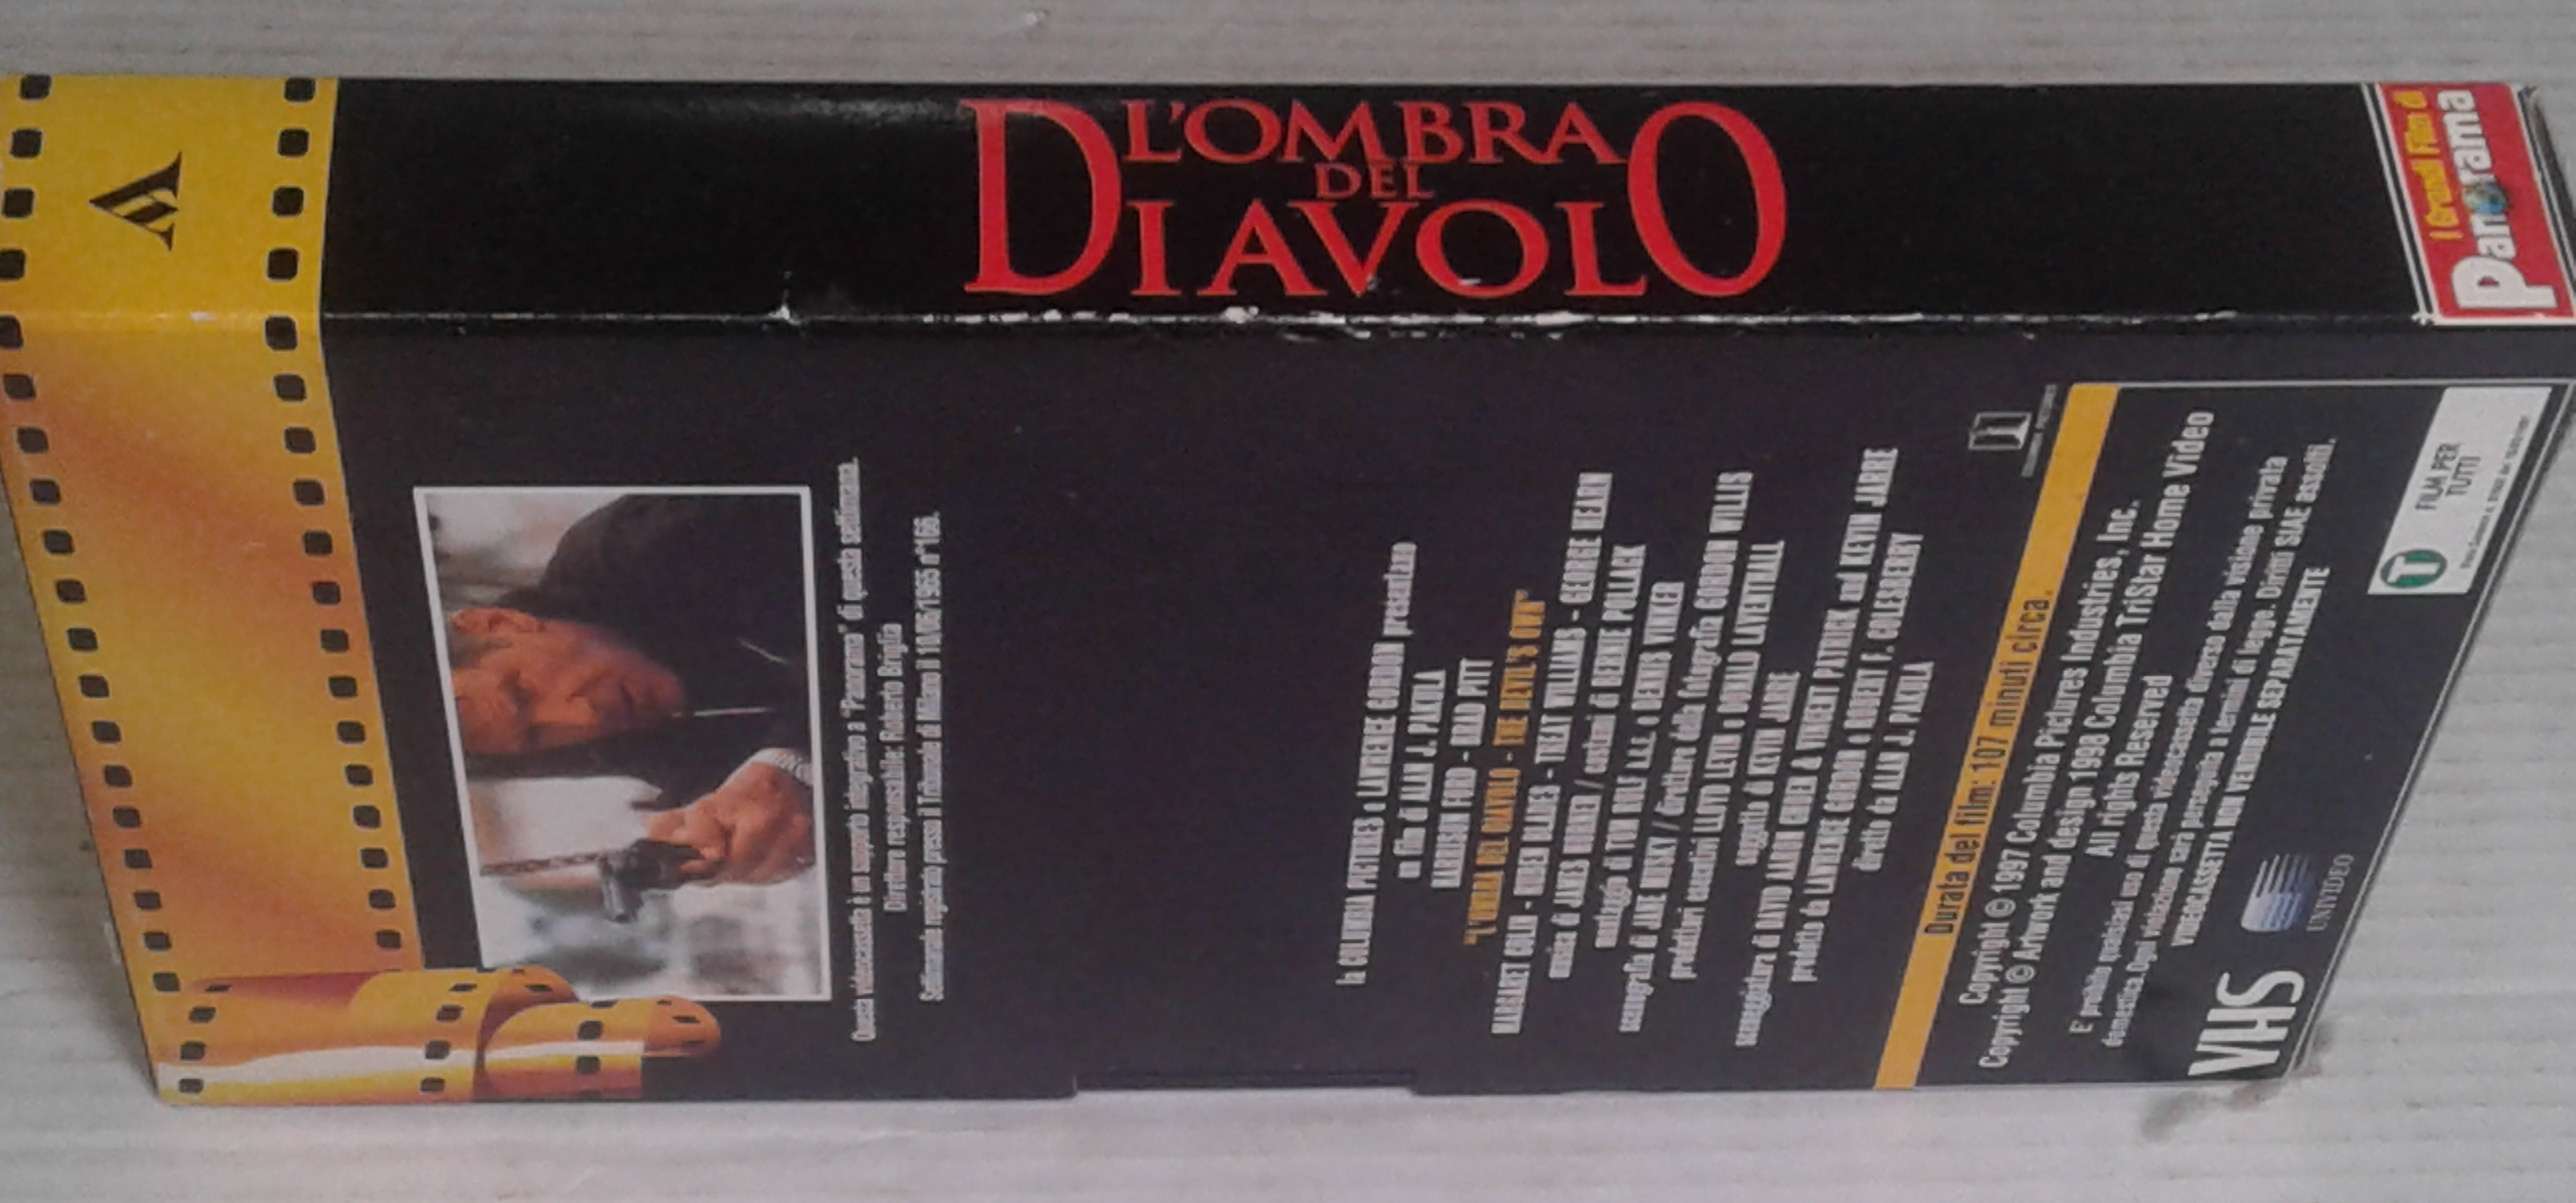 L'OMBRA
DEL
DIAVOLO
I Grandi Film di
Panorama
Questa videocassetta è un supporto integrativo a "Panorama" di questa settimana.
Direttore responsabile: Roberto Briglia
Settimanale registrato presso il Tribunale di Milano il 10/06/1965 n°166.
la COLUMBIA PICTURES e LAWRENCE GORDON presentano
un film di ALAN J. PAKULA
HARRISON FORD - BRAD PITT
"L'OMBRA DEL DIAVOLO - THE DEVIL'S OWN"
MARGARET COLIN - RUBEN BLADES - TREAT WILLIAMS - GEORGE HEARN
musica di JAMES HORNER / costumi di BERNIE POLLACK
montaggio di TOM ROLF A.C.E. e DENNIS VIRKLER
scenografia di JANE MUSKY / direttore della fotografia GORDON WILLIS
produttori esecutivi LLOYD LEVIN e DONALD LAVENTHALL
soggetto di KEVIN JARRE
sceneggiatura di DAVID AARON COHEN & VINCENT PATRICK and KEVIN JARRE
prodotto da LAWRENCE GORDON e ROBERT F. COLESBERRY
diretto da ALAN J. PAKULA
Durata del film: 107 minuti circa.
Copyright © 1997 Columbia Pictures Industries, Inc.
Copyright © Artwork and design 1998 Columbia TriStar Home Video
All rights Reserved
E' proibito qualsiasi uso di questa videocassetta diverso dalla visione privata
domestica. Ogni violazione sarà perseguita a termini di legge. Diritti SIAE assolti.
VIDEOCASSETTA NON VENDIBILE SEPARATAMENTE
VHS
UNIVIDEO
T
FILM PER
TUTTI